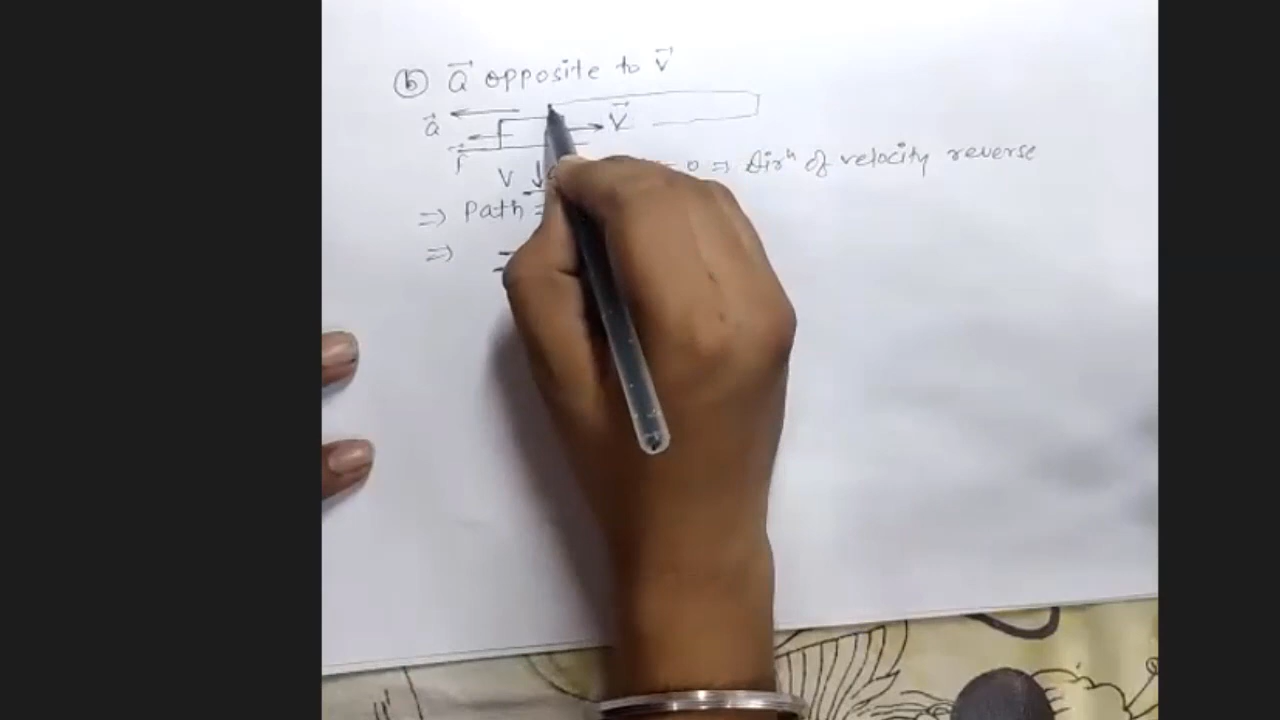 ⓑ a⃗ opposite to v⃗
a⃗ v⃗
f⃗
V 0 ⇒ Dirⁿ of velocity reverse
⇒ Path =
⇒